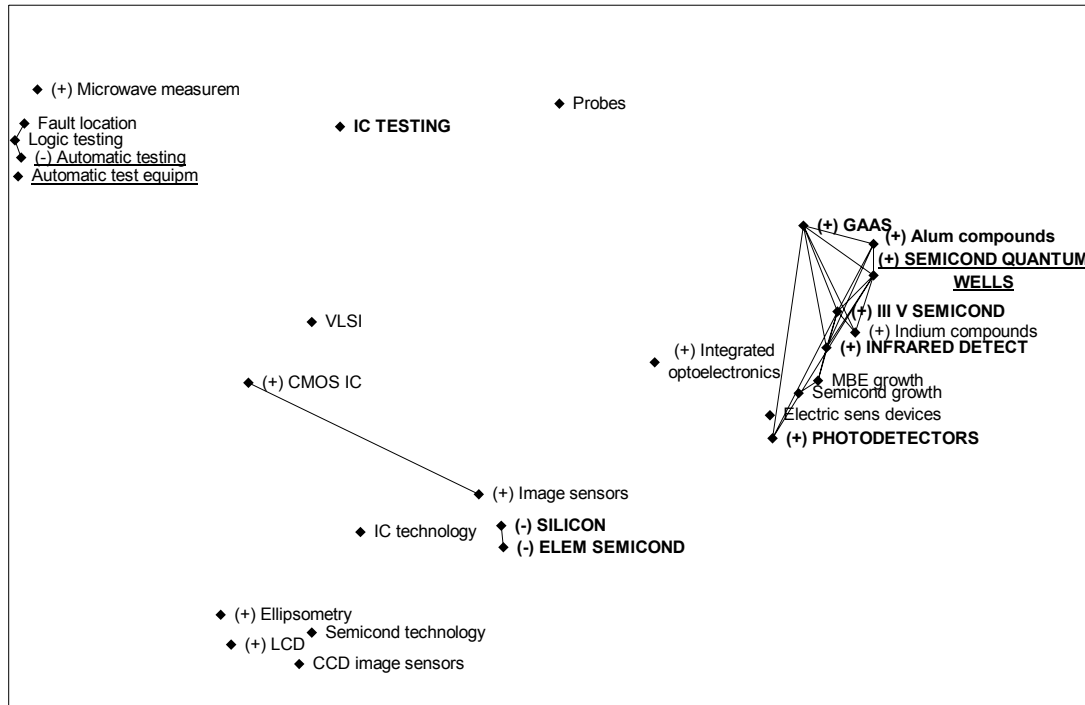 (+) Microwave measurem
Probes
Fault location
IC TESTING
Logic testing
(-) Automatic testing
Automatic test equipm
(+) GAAS
(+) Alum compounds
(+) SEMICOND QUANTUM
WELLS
(+) III V SEMICOND
VLSI
(+) Indium compounds
(+) INFRARED DETECT
(+) Integrated
optoelectronics
(+) CMOS IC
MBE growth
Semicond growth
Electric sens devices
(+) PHOTODETECTORS
(+) Image sensors
(-) SILICON
IC technology
(-) ELEM SEMICOND
(+) Ellipsometry
Semicond technology
(+) LCD
CCD image sensors